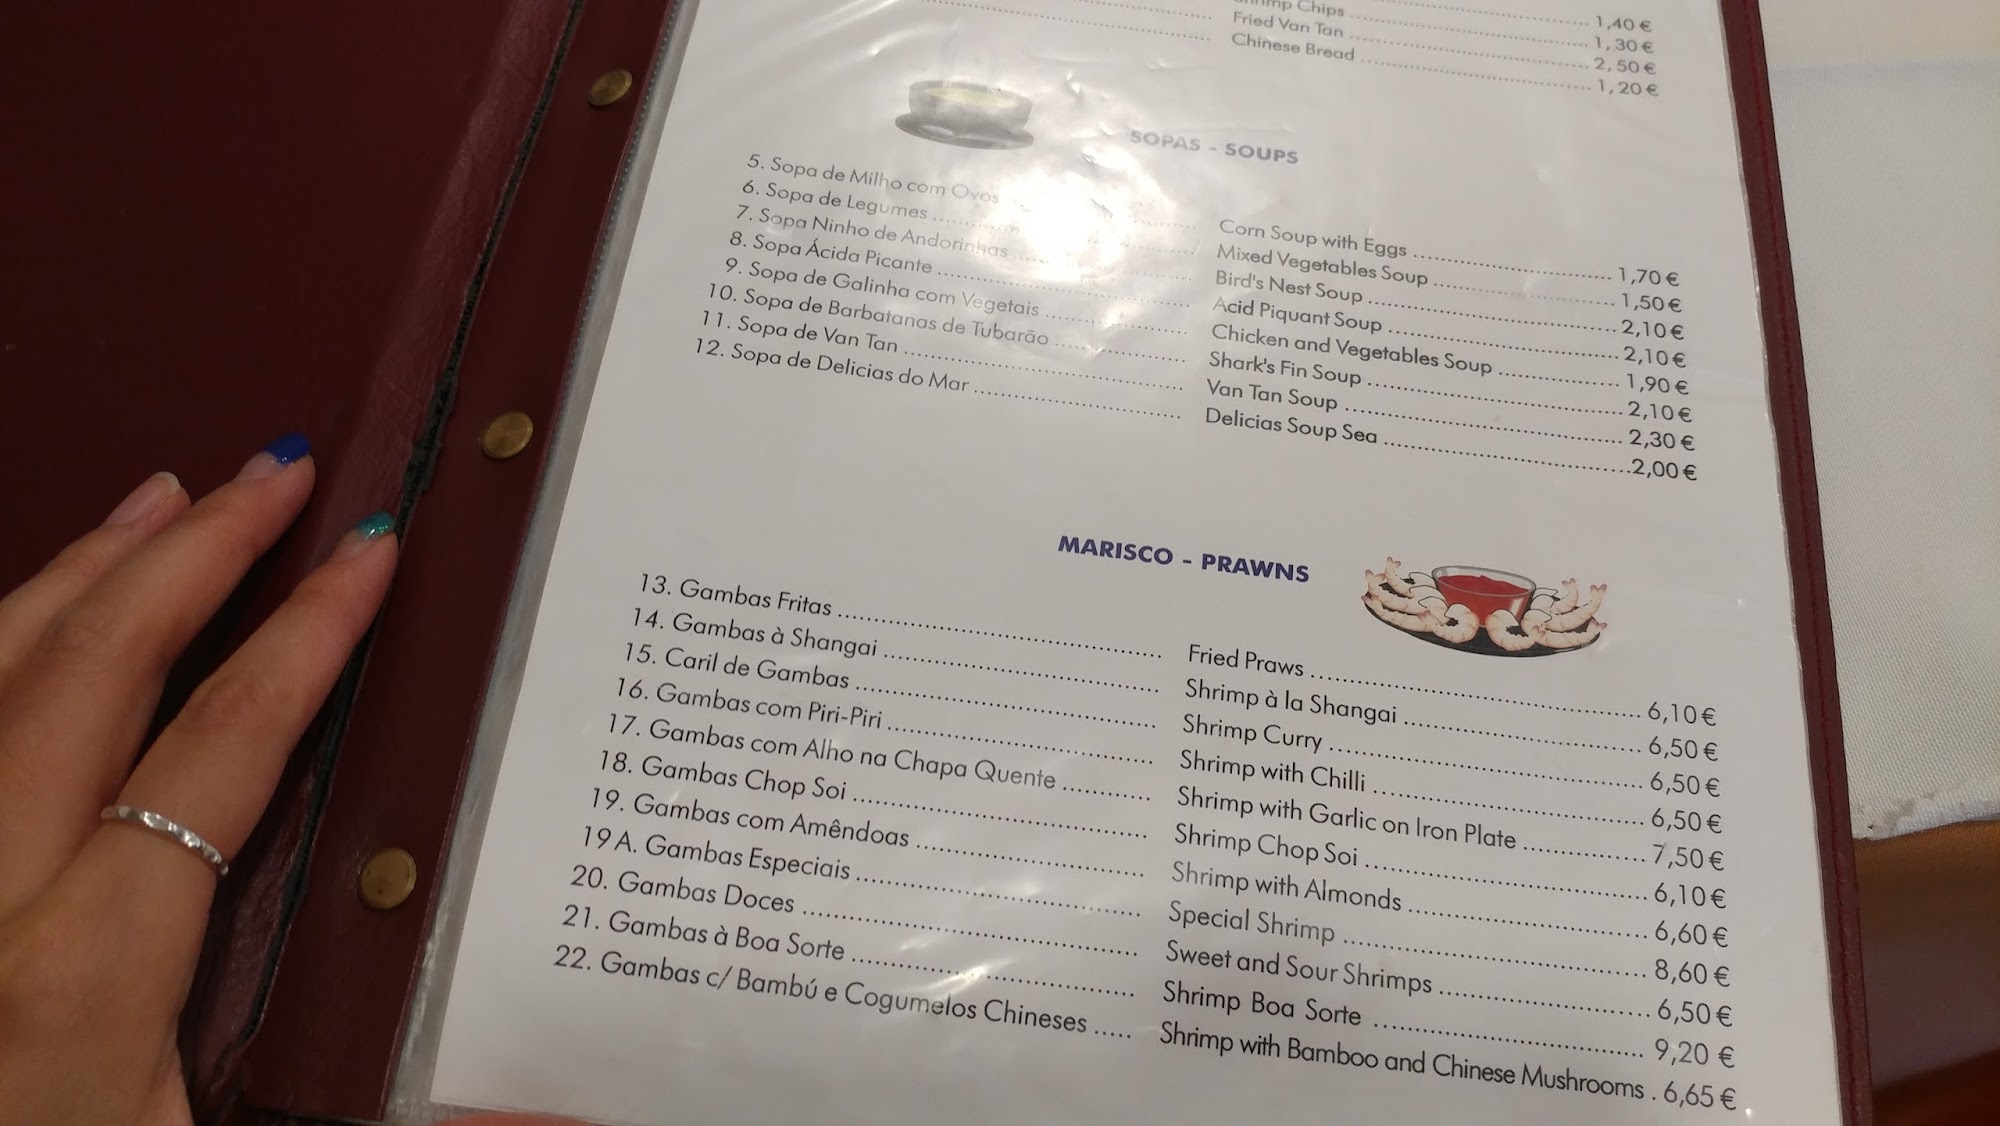 Chips ........ 1,40 €
Fried Van Tan ........ 1,30 €
Chinese Bread ........ 2,50 €
1,20 €
SOPAS - SOUPS
5. Sopa de Milho com Ovos ........ Corn Soup with Eggs ........ 1,70 €
6. Sopa de Legumes ........ Mixed Vegetables Soup ........ 1,50 €
7. Sopa Ninho de Andorinhas ........ Bird's Nest Soup ........ 2,10 €
8. Sopa Ácida Picante ........ Acid Piquant Soup ........ 2,10 €
9. Sopa de Galinha com Vegetais ........ Chicken and Vegetables Soup ........ 1,90 €
10. Sopa de Barbatanas de Tubarão ........ Shark's Fin Soup ........ 2,10 €
11. Sopa de Van Tan ........ Van Tan Soup ........ 2,30 €
12. Sopa de Delicias do Mar ........ Delicias Soup Sea ........ 2,00 €
MARISCO - PRAWNS
13. Gambas Fritas ........ Fried Praws ........ 6,10 €
14. Gambas à Shangai ........ Shrimp à la Shangai ........ 6,50 €
15. Caril de Gambas ........ Shrimp Curry ........ 6,50 €
16. Gambas com Piri-Piri ........ Shrimp with Chilli ........ 6,50 €
17. Gambas com Alho na Chapa Quente ........ Shrimp with Garlic on Iron Plate ........ 7,50 €
18. Gambas Chop Soi ........ Shrimp Chop Soi ........ 6,10 €
19. Gambas com Amêndoas ........ Shrimp with Almonds ........ 6,60 €
19 A. Gambas Especiais ........ Special Shrimp ........ 8,60 €
20. Gambas Doces ........ Sweet and Sour Shrimps ........ 6,50 €
21. Gambas à Boa Sorte ........ Shrimp Boa Sorte ........ 9,20 €
22. Gambas c/ Bambú e Cogumelos Chineses ..... Shrimp with Bamboo and Chinese Mushrooms . 6,65 €